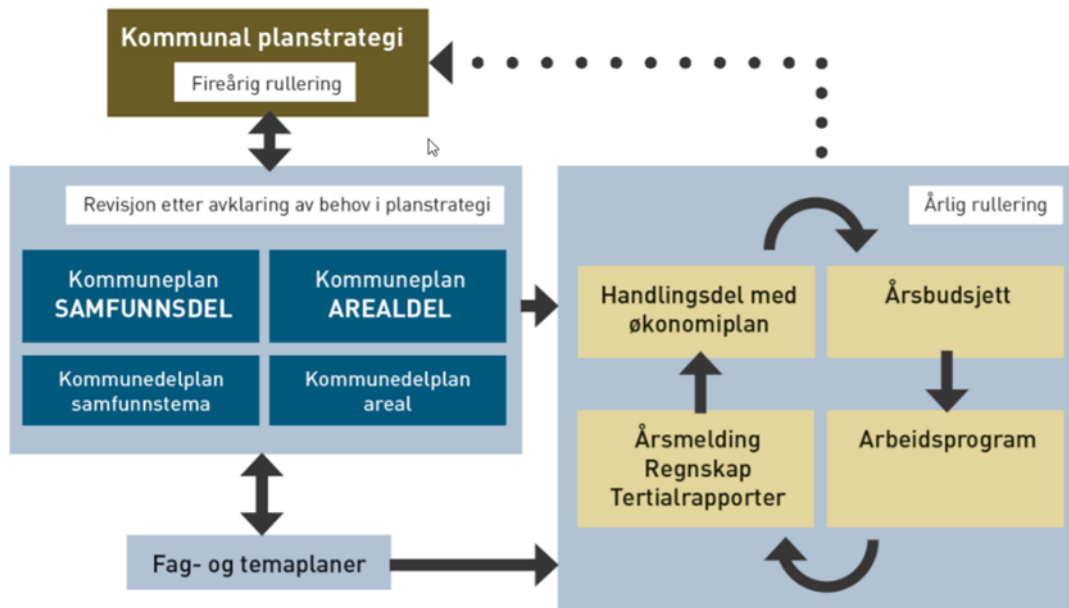 Kommunal planstrategi
Fireårig rullering
Revisjon etter avklaring av behov i planstrategi
Kommuneplan
SAMFUNNSDEL
Kommuneplan
AREALDEL
Kommunedelplan
samfunnstema
Kommunedelplan
areal
Fag- og temaplaner
Årlig rullering
Handlingsdel med
økonomiplan
Årsbudsjett
Årsmelding
Regnskap
Tertialrapporter
Arbeidsprogram